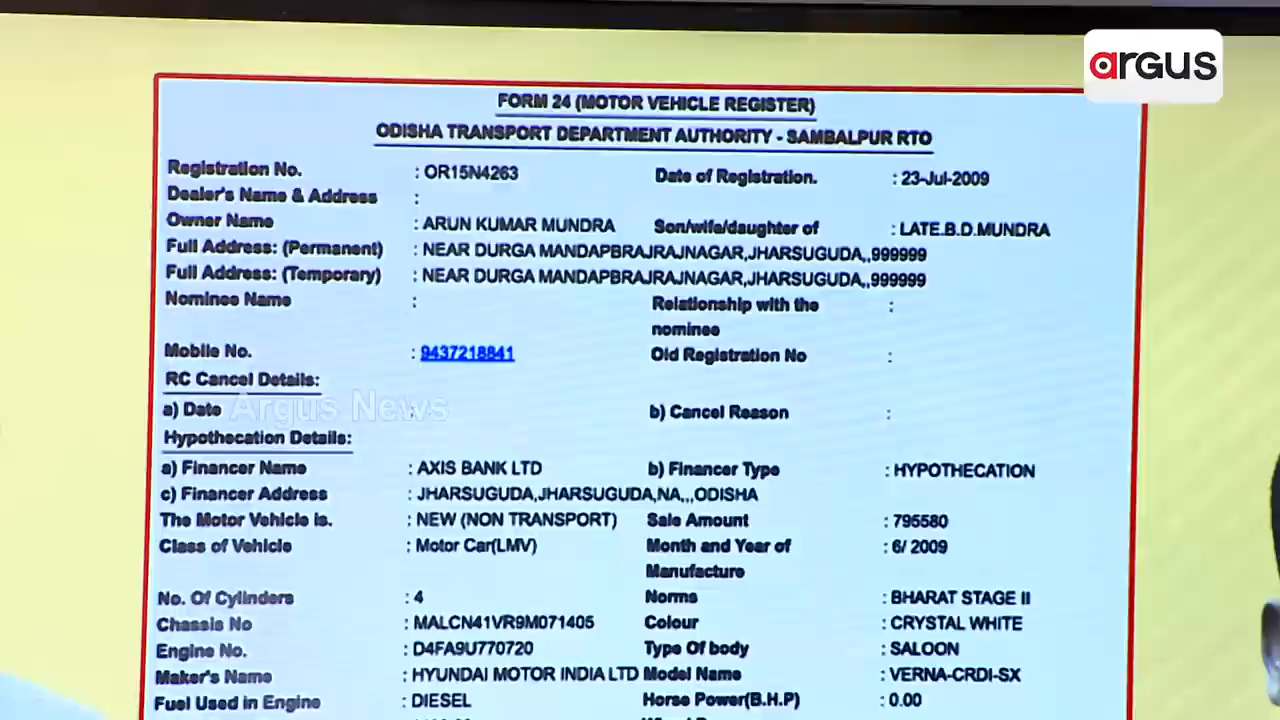 argus
FORM 24 (MOTOR VEHICLE REGISTER)
ODISHA TRANSPORT DEPARTMENT AUTHORITY - SAMBALPUR RTO
Registration No. : OR15N4263 Date of Registration. : 23-Jul-2009
Dealer's Name & Address :
Owner Name : ARUN KUMAR MUNDRA Son/wife/daughter of : LATE.B.D.MUNDRA
Full Address: (Permanent) : NEAR DURGA MANDAPBRAJRAJNAGAR,JHARSUGUDA,,999999
Full Address: (Temporary) : NEAR DURGA MANDAPBRAJRAJNAGAR,JHARSUGUDA,,999999
Nominee Name : Relationship with the :
nominee
Mobile No. : 9437218841 Old Registration No :
RC Cancel Details:
a) Date : b) Cancel Reason :
Argus News
Hypothecation Details:
a) Financer Name : AXIS BANK LTD b) Financer Type : HYPOTHECATION
c) Financer Address : JHARSUGUDA,JHARSUGUDA,NA,,,ODISHA
The Motor Vehicle is. : NEW (NON TRANSPORT) Sale Amount : 795580
Class of Vehicle : Motor Car(LMV) Month and Year of : 6/ 2009
Manufacture
No. Of Cylinders : 4 Norms : BHARAT STAGE II
Chassis No : MALCN41VR9M071405 Colour : CRYSTAL WHITE
Engine No. : D4FA9U770720 Type Of body : SALOON
Maker's Name : HYUNDAI MOTOR INDIA LTD Model Name : VERNA-CRDI-SX
Fuel Used in Engine : DIESEL Horse Power(B.H.P) : 0.00